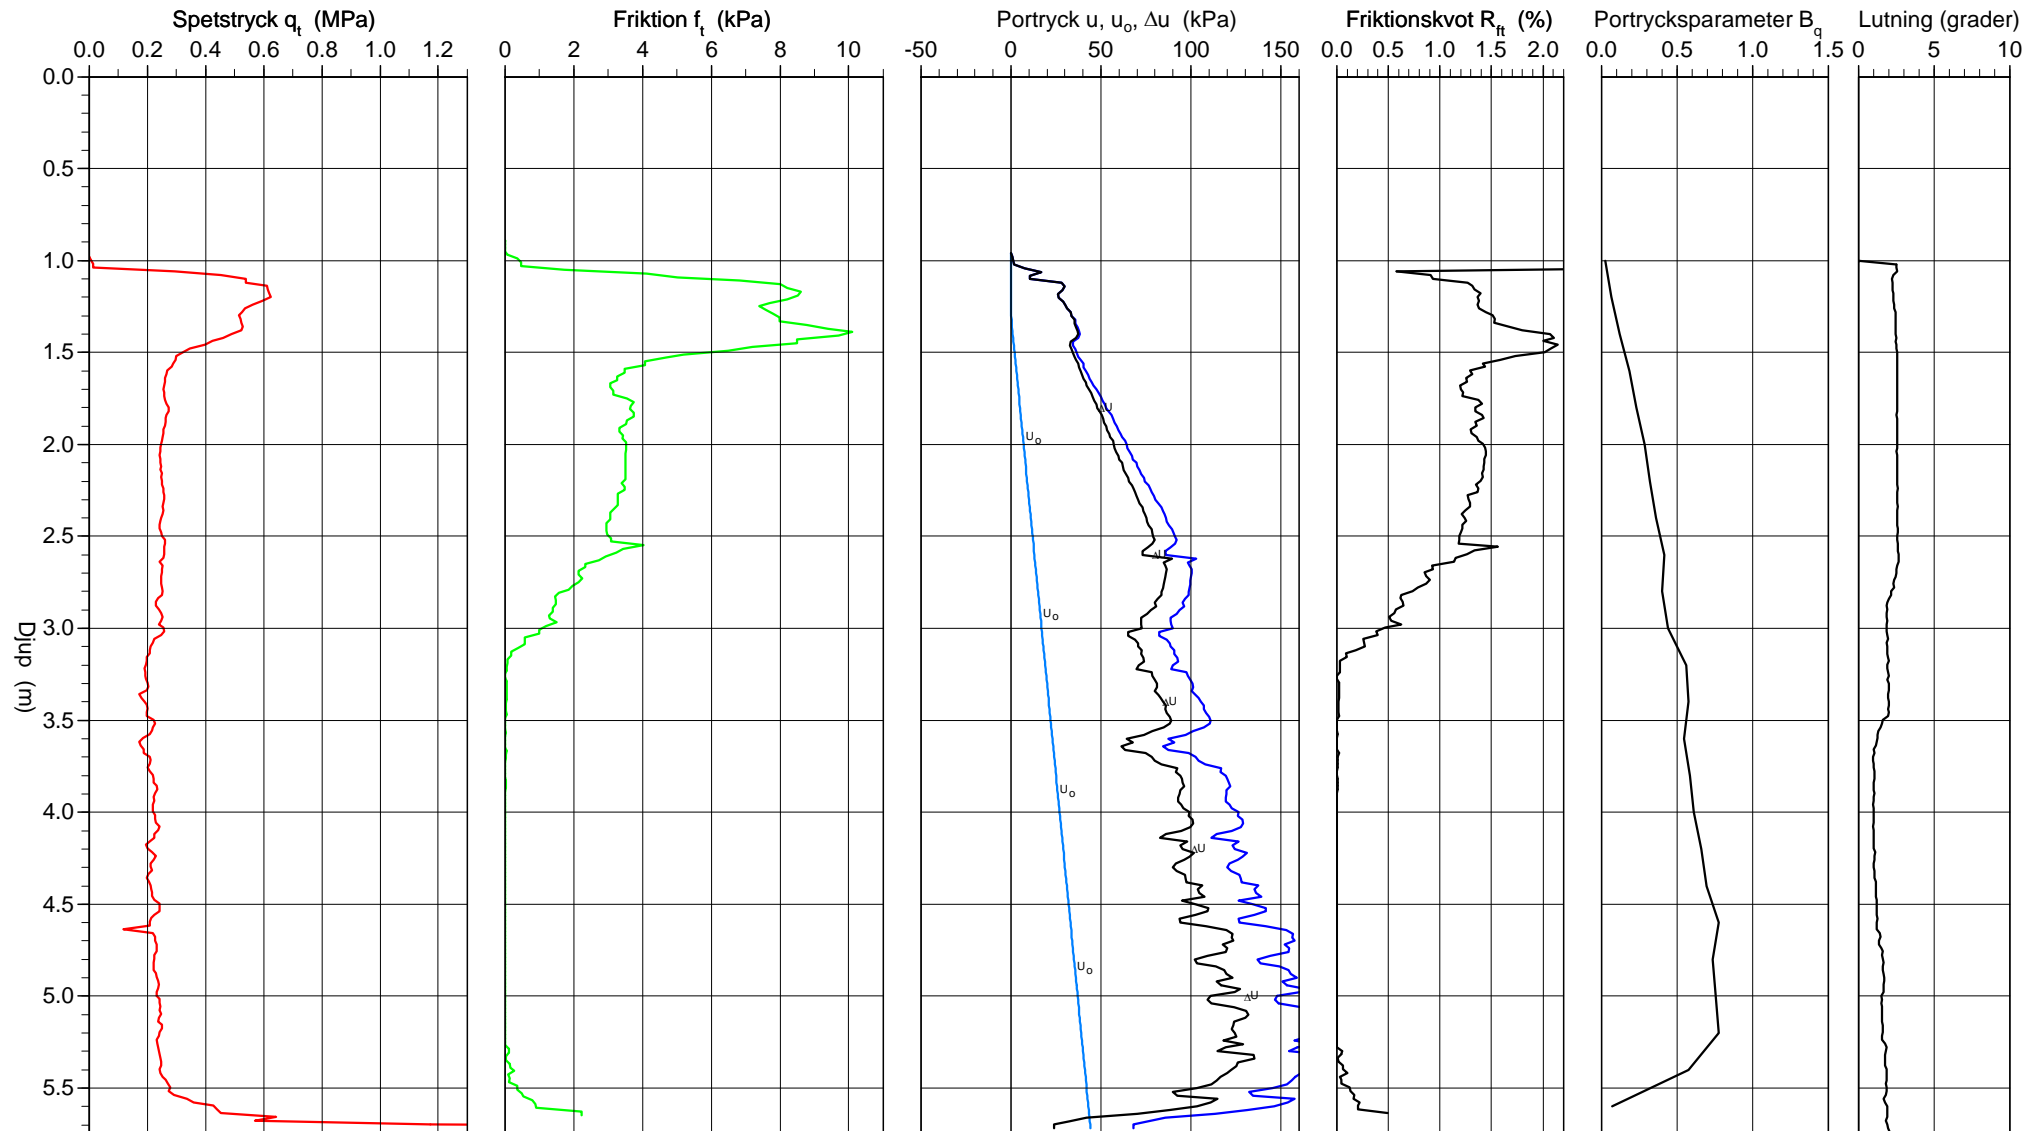 Spetstryck qt (MPa) Friktion ft (kPa) Portryck u, uo, Δu (kPa) Friktionskvot Rft (%) Portrycksparameter Bq Lutning (grader)
0.0 0.2 0.4 0.6 0.8 1.0 1.2 0 2 4 6 8 10 -50 0 50 100 150 0.0 0.5 1.0 1.5 2.0 0.0 0.5 1.0 1.5 0 5 10
0.0
0.5
1.0
1.5
ΔU
2.0 Uo
2.5
ΔU
Uo
3.0
Djup (m)
ΔU
3.5
Uo
4.0
ΔU
4.5
Uo
5.0 ΔU
5.5